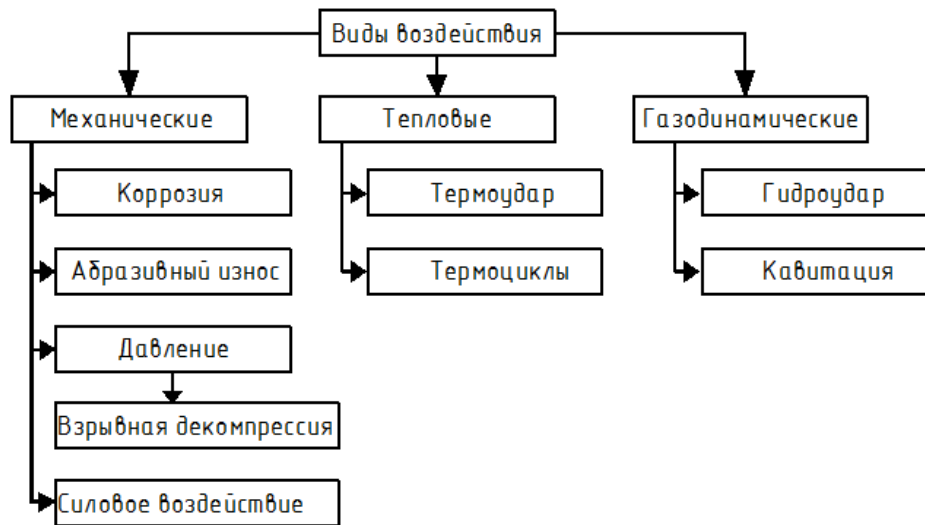 Виды воздействия
Механические
Тепловые
Газодинамические
Коррозия
Термоудар
Гидроудар
Абразивный износ
Термоциклы
Кавитация
Давление
Взрывная декомпрессия
Силовое воздействие